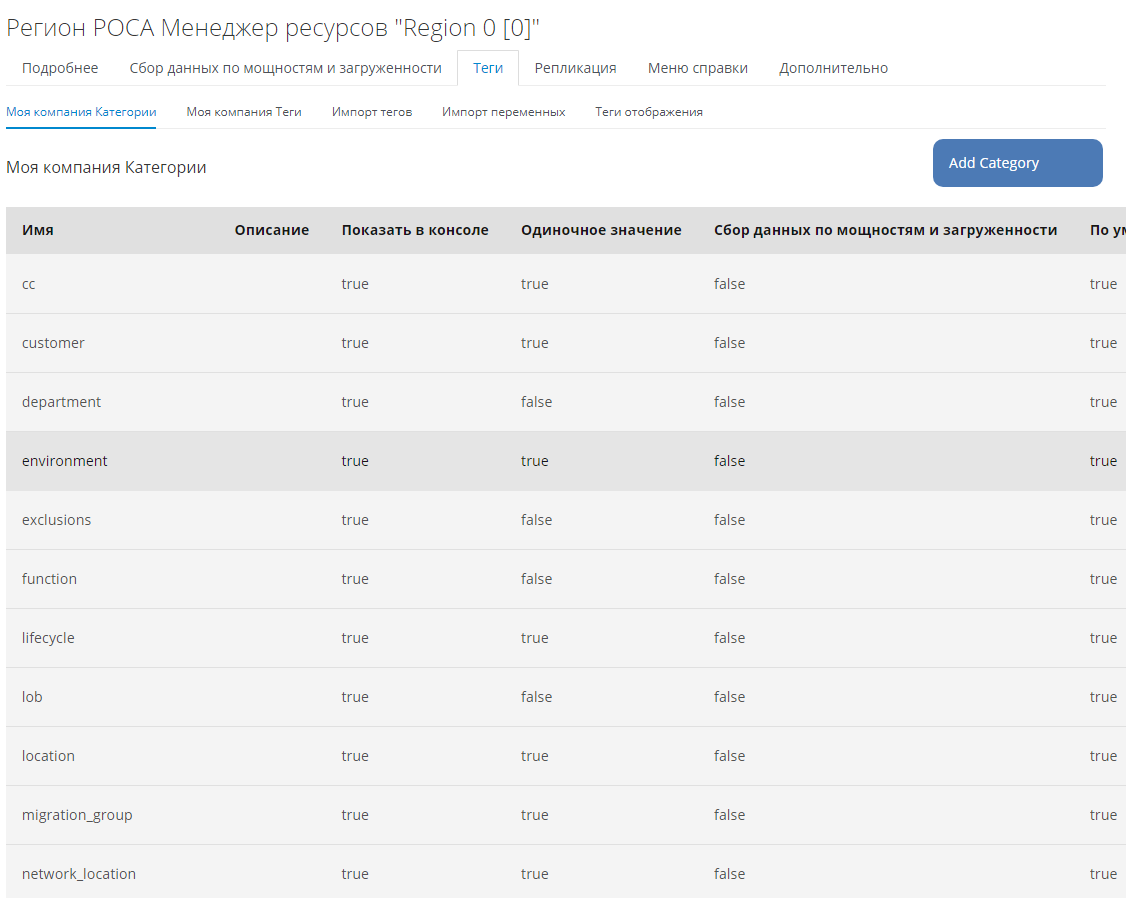 Регион РОСА Менеджер ресурсов "Region 0 [0]"
Подробнее Сбор данных по мощностям и загруженности Теги Репликация Меню справки Дополнительно
Моя компания Категории Моя компания Теги Импорт тегов Импорт переменных Теги отображения
Моя компания Категории Add Category
Имя Описание Показать в консоле Одиночное значение Сбор данных по мощностям и загруженности По
cc true true false true
customer true true false true
department true false false true
environment true true false true
exclusions true false false true
function true false false true
lifecycle true true false true
lob true false false true
location true true false true
migration_group true true false true
network_location true true false true